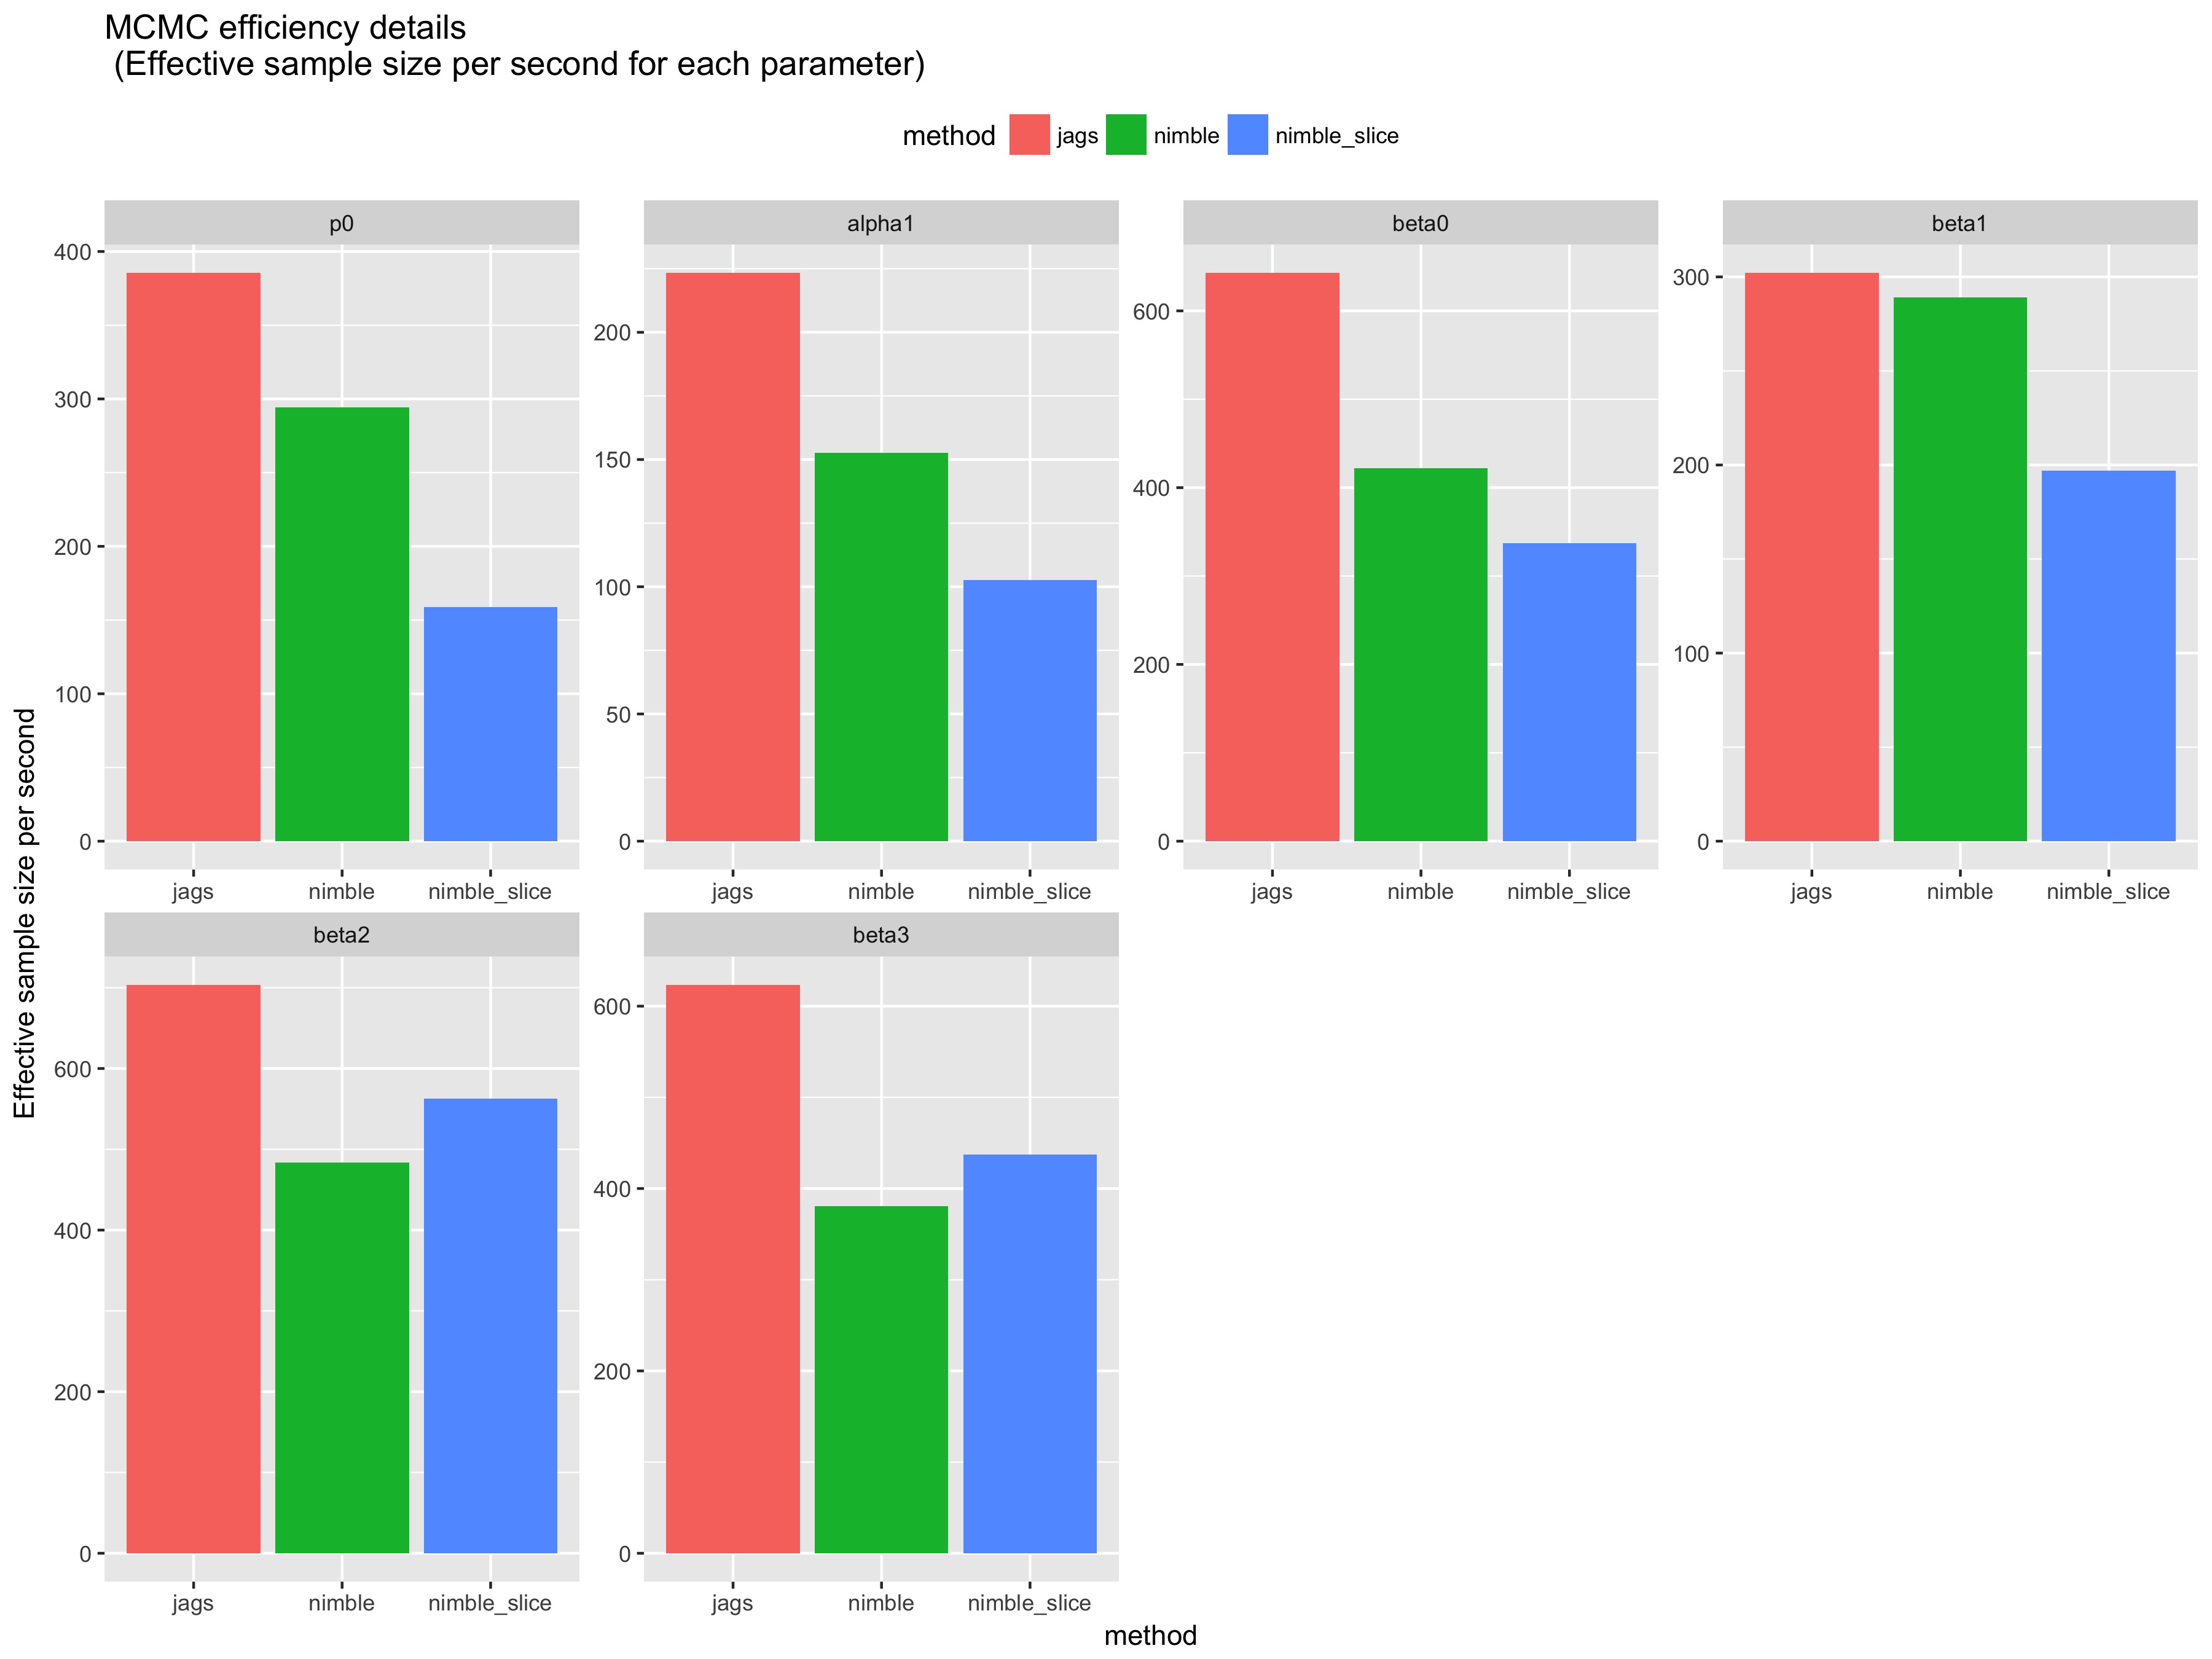 MCMC efficiency details
(Effective sample size per second for each parameter)
method jags nimble nimble_slice
Effective sample size per second
p0
400
300
200
100
0
jags nimble nimble_slice
alpha1
200
150
100
50
0
jags nimble nimble_slice
beta0
600
400
200
0
jags nimble nimble_slice
beta1
300
200
100
0
jags nimble nimble_slice
beta2
600
400
200
0
jags nimble nimble_slice
beta3
600
400
200
0
jags nimble nimble_slice
method